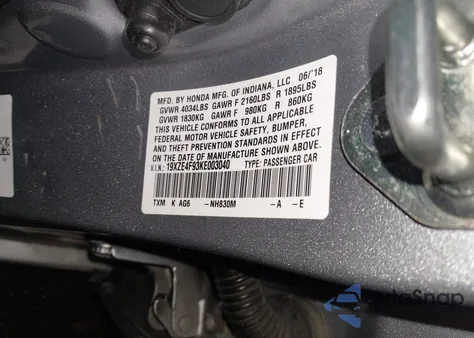 MFD. BY HONDA MFG. OF INDIANA, LLC 06/'18
GVWR 4034LBS GAWR F 2160LBS R 1895LBS
GVWR 1830KG GAWR F 980KG R 860KG
THIS VEHICLE CONFORMS TO ALL APPLICABLE
FEDERAL MOTOR VEHICLE SAFETY, BUMPER,
AND THEFT PREVENTION STANDARDS IN EFFECT
ON THE DATE OF MANUFACTURE SHOWN ABOVE.
V.I.N.: 19XZE4F93KE003040 TYPE: PASSENGER CAR
TXM K AG6 -NH830M -A -E
AutoSnap